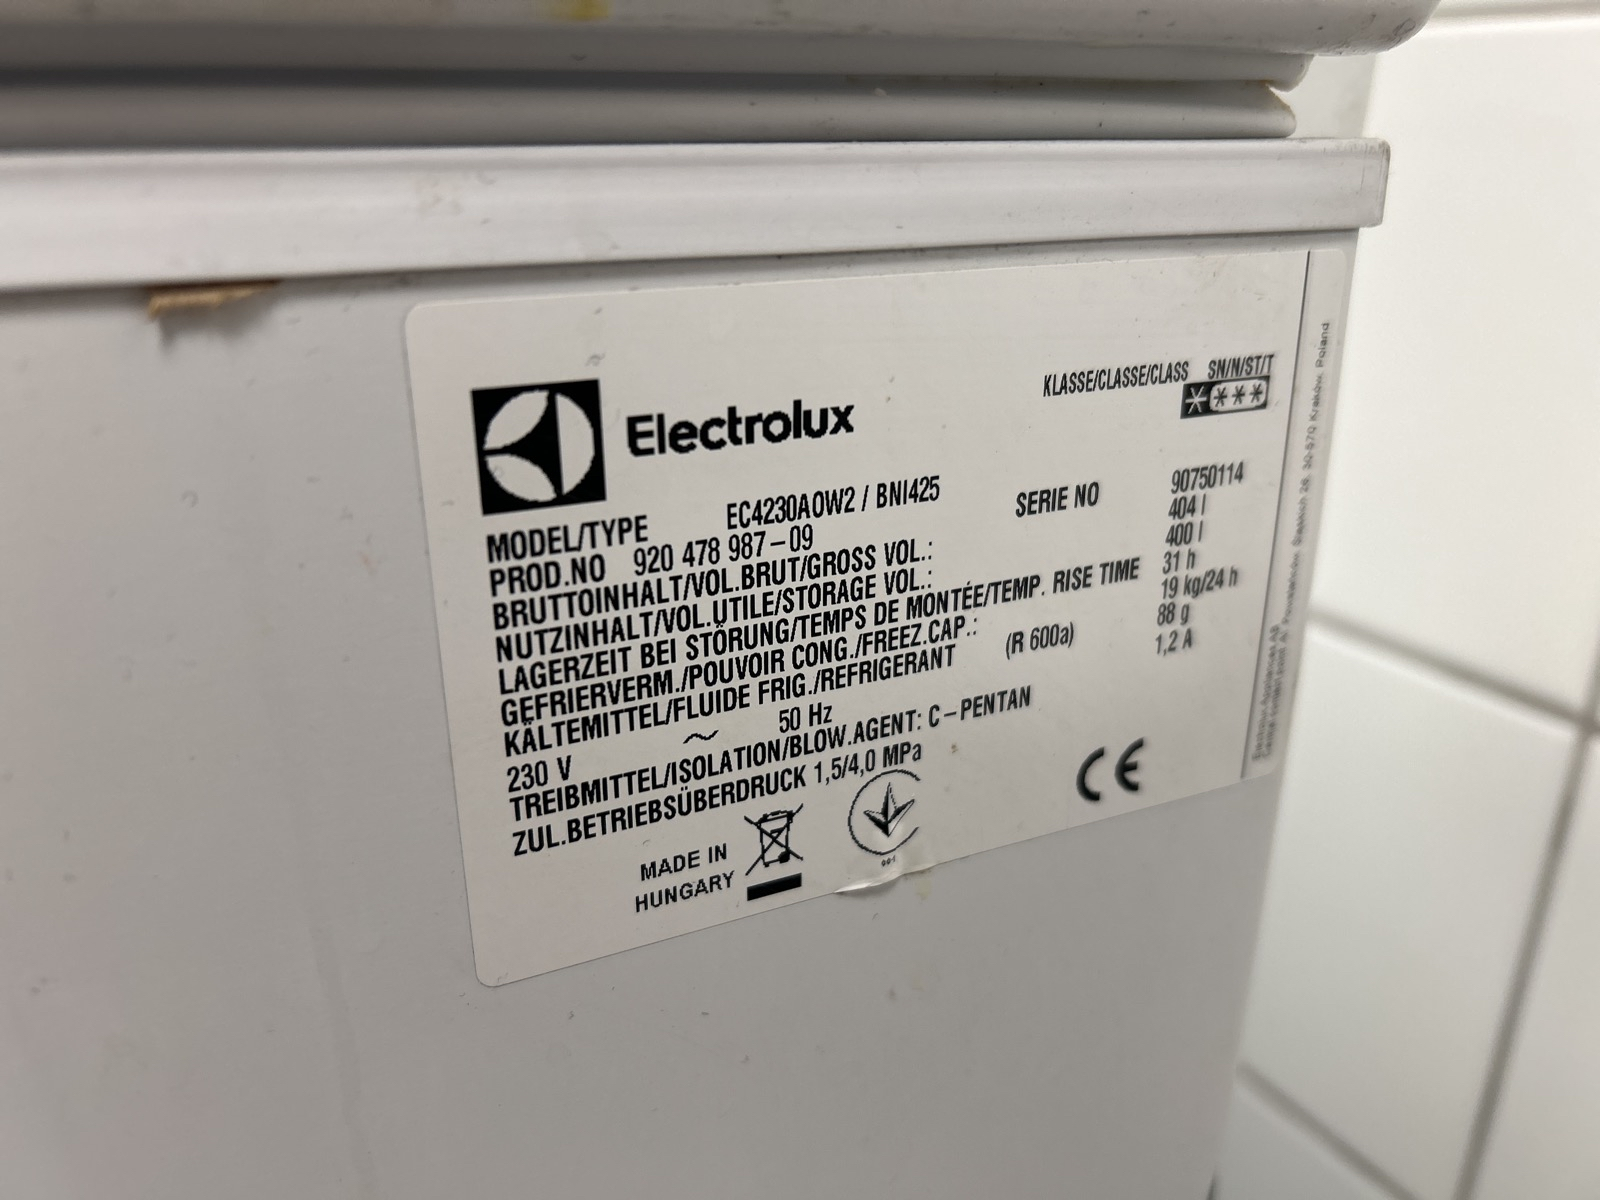 Electrolux
KLASSE/CLASSE/CLASS SN/N/ST/T
MODEL/TYPE EC4230AOW2 / BNI425 SERIE NO 90750114
PROD.NO 920 478 987-09
BRUTTOINHALT/VOL.BRUT/GROSS VOL.: 404 l
NUTZINHALT/VOL.UTILE/STORAGE VOL.: 400 l
LAGERZEIT BEI STÖRUNG/TEMPS DE MONTÉE/TEMP. RISE TIME 31 h
GEFRIERVERM./POUVOIR CONG./FREEZ.CAP.: 19 kg/24 h
KÄLTEMITTEL/FLUIDE FRIG./REFRIGERANT (R 600a) 88 g
230 V ~ 50 Hz 1,2 A
TREIBMITTEL/ISOLATION/BLOW.AGENT: C-PENTAN
ZUL.BETRIEBSÜBERDRUCK 1,5/4,0 MPa
MADE IN
HUNGARY
CE
30-570 Kraków, Poland